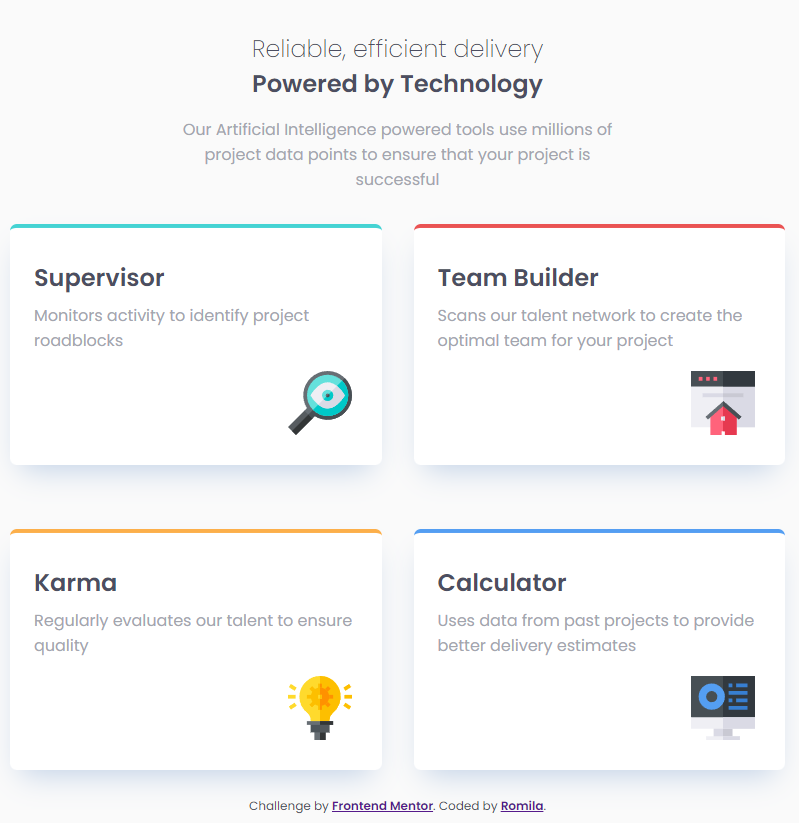 Reliable, efficient delivery
Powered by Technology
Our Artificial Intelligence powered tools use millions of
project data points to ensure that your project is
successful
Supervisor
Monitors activity to identify project
roadblocks
Team Builder
Scans our talent network to create the
optimal team for your project
Karma
Regularly evaluates our talent to ensure
quality
Calculator
Uses data from past projects to provide
better delivery estimates
Challenge by Frontend Mentor. Coded by Romila.